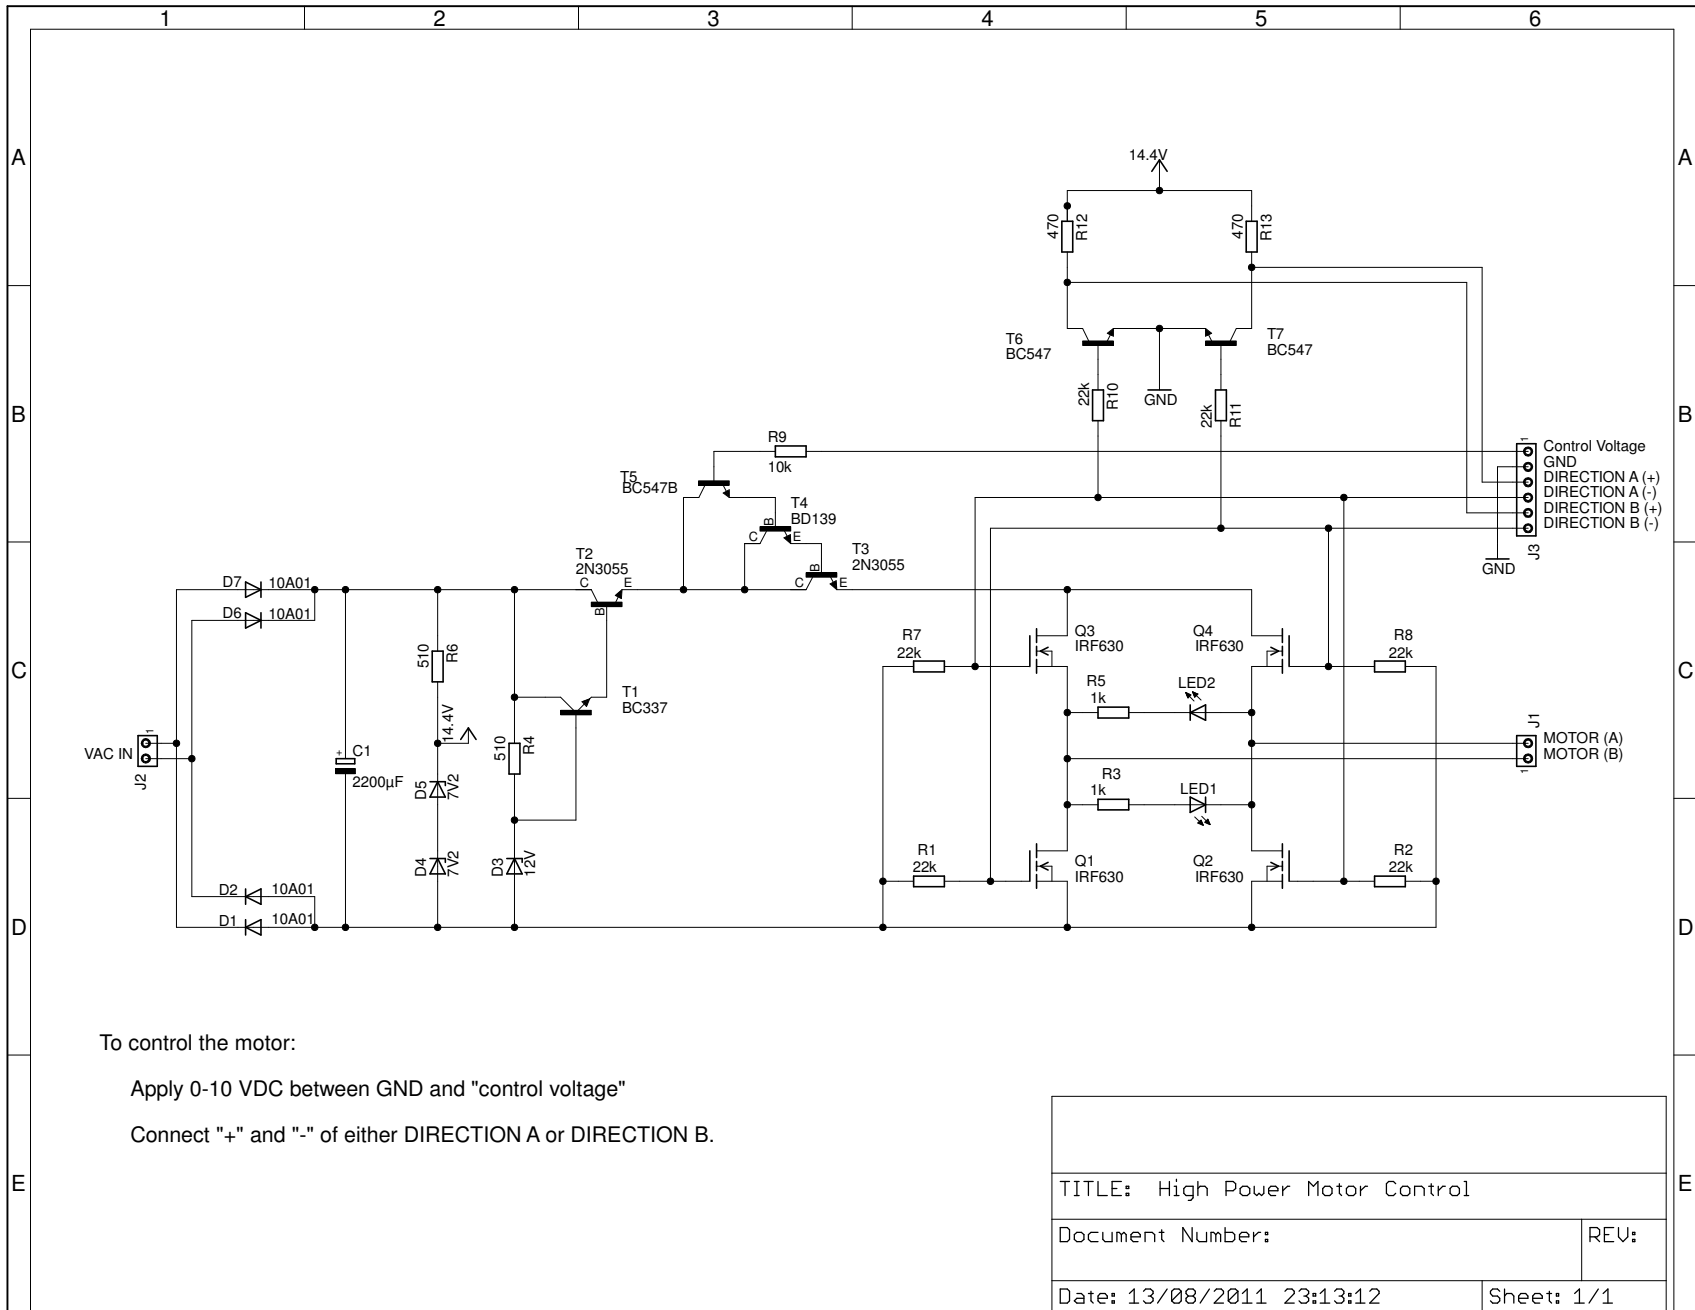 1 2 3 4 5 6
A A
14.4V
470
R12
470
R13
T6
BC547
T7
BC547
B B
22k
R10
GND
22k
R11
R9
10k
1
Control Voltage
GND
DIRECTION A (+)
DIRECTION A (-)
DIRECTION B (+)
DIRECTION B (-)
J3
GND
T5
BC547B
T4
BD139
B
C E
T3
2N3055
B
C E
T2
2N3055
C E
B
D7 10A01
D6 10A01
C C
510
R6
14.4V
T1
BC337
R7
22k
Q3
IRF630
Q4
IRF630
R8
22k
R5
1k
LED2
VAC IN
1
J2
+ C1
2200µF
510
R4
D5
7V2
J1
MOTOR (A)
MOTOR (B)
1
R3
1k
LED1
D4
7V2
D3
12V
R1
22k
Q1
IRF630
Q2
IRF630
R2
22k
D2 10A01
D1 10A01
D D
To control the motor:
Apply 0-10 VDC between GND and "control voltage"
Connect "+" and "-" of either DIRECTION A or DIRECTION B.
E E
TITLE: High Power Motor Control
Document Number:
REV:
Date: 13/08/2011 23:13:12
Sheet: 1/1